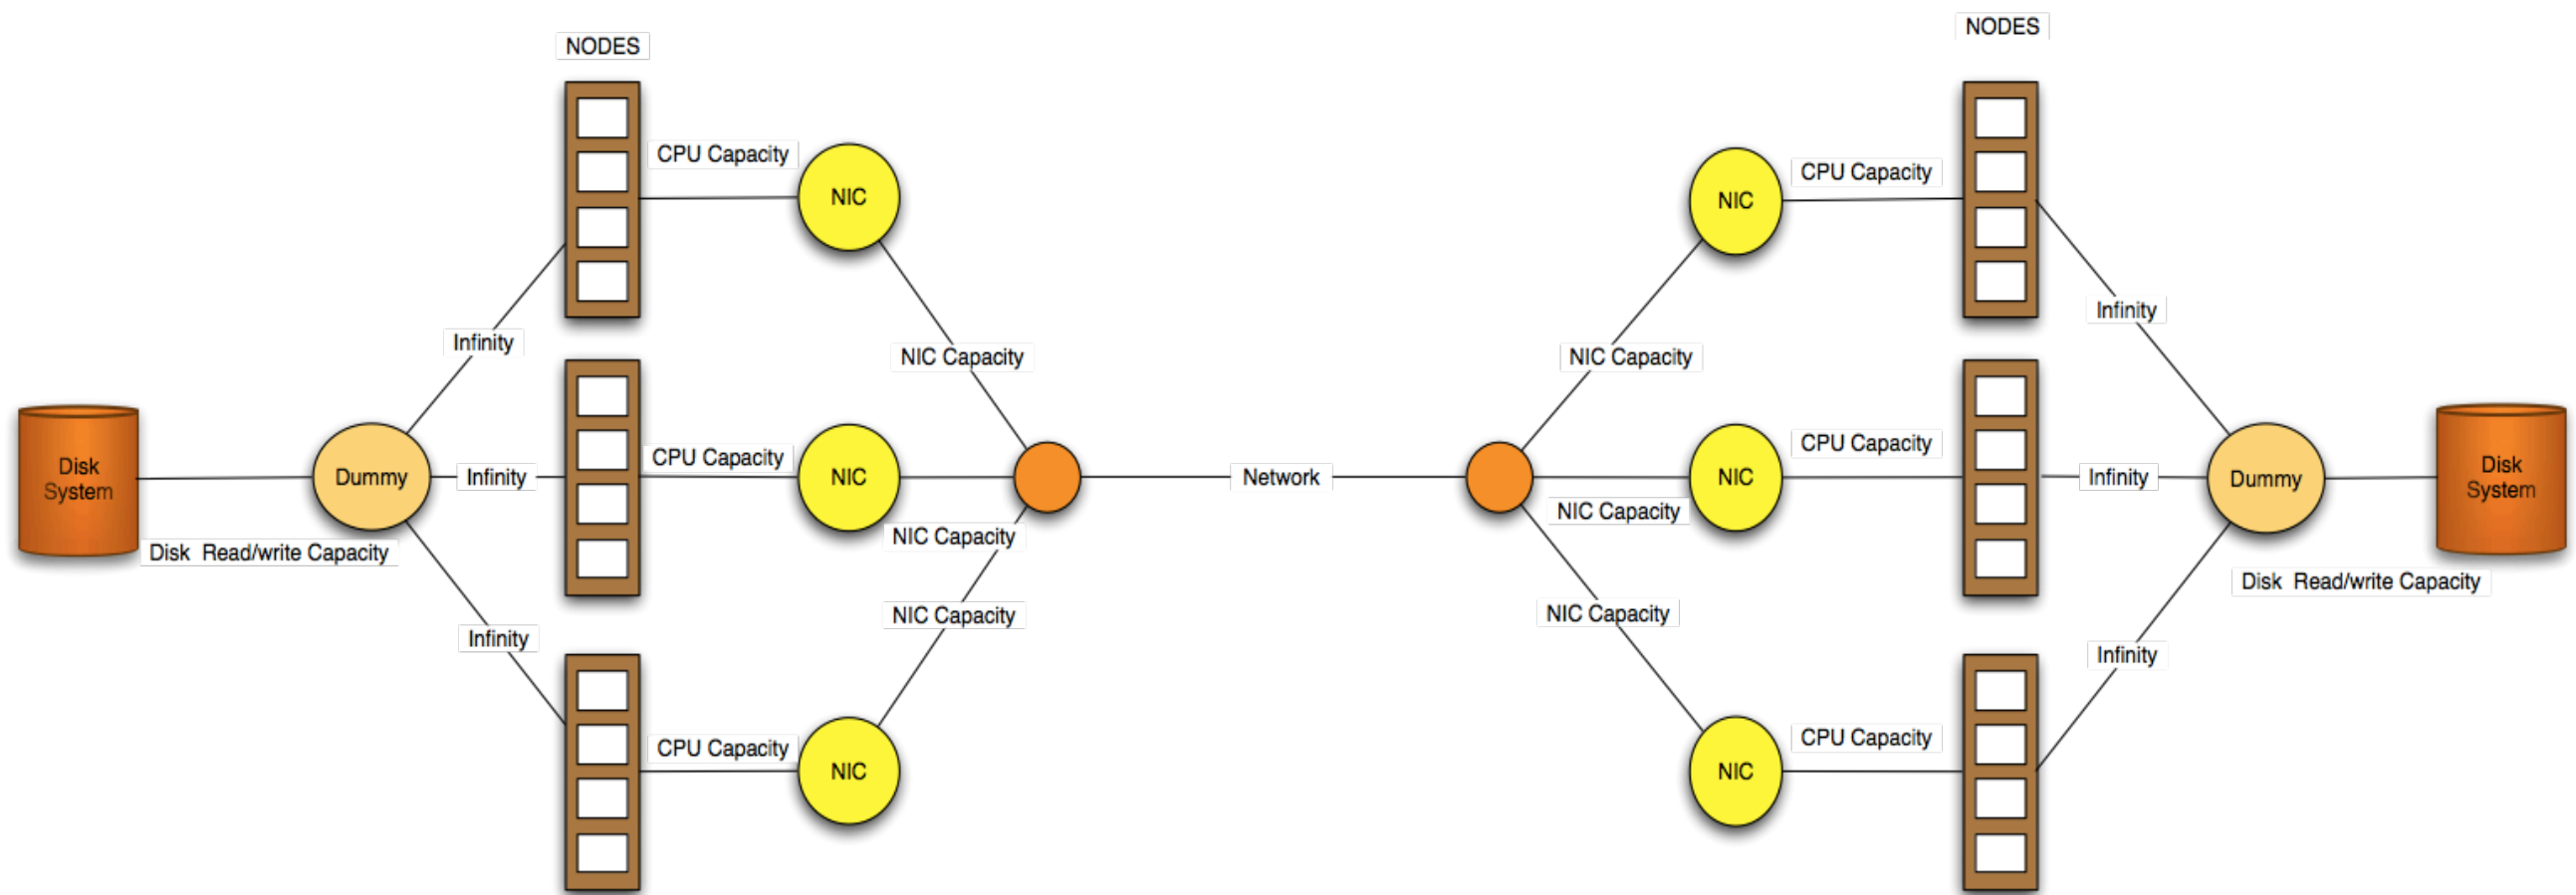 NODES
NODES
CPU Capacity
NIC
NIC
CPU Capacity
Infinity
NIC Capacity
NIC Capacity
Infinity
Disk
System
Dummy
Infinity
CPU Capacity
NIC
NIC Capacity
Network
NIC Capacity
NIC
CPU Capacity
Infinity
Dummy
Disk
System
Disk Read/write Capacity
Disk Read/write Capacity
Infinity
NIC Capacity
NIC Capacity
Infinity
CPU Capacity
NIC
NIC
CPU Capacity